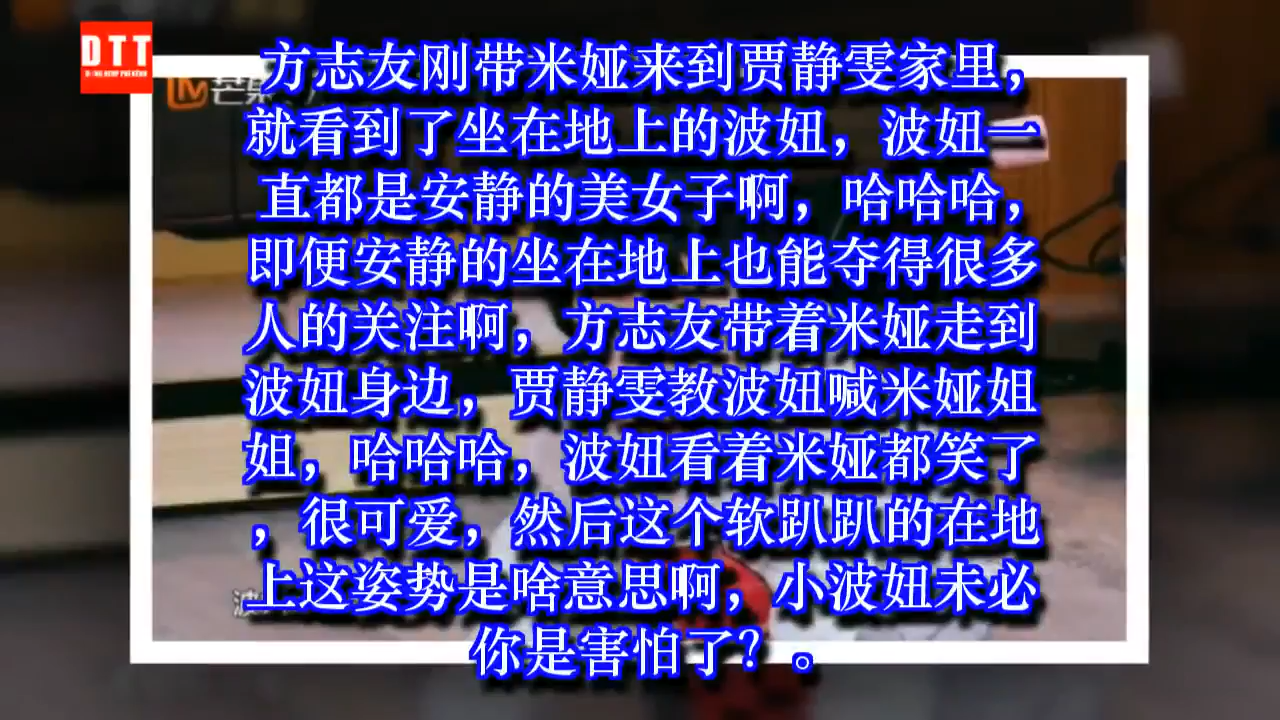 DTT
方志友刚带米娅来到贾静雯家里，
就看到了坐在地上的波妞，波妞一
直都是安静的美女子啊，哈哈哈，
即便安静的坐在地上也能夺得很多
人的关注啊，方志友带着米娅走到
波妞身边，贾静雯教波妞喊米娅姐
姐，哈哈哈，波妞看着米娅都笑了
，很可爱，然后这个软趴趴的在地
上这姿势是啥意思啊，小波妞未必
你是害怕了？。